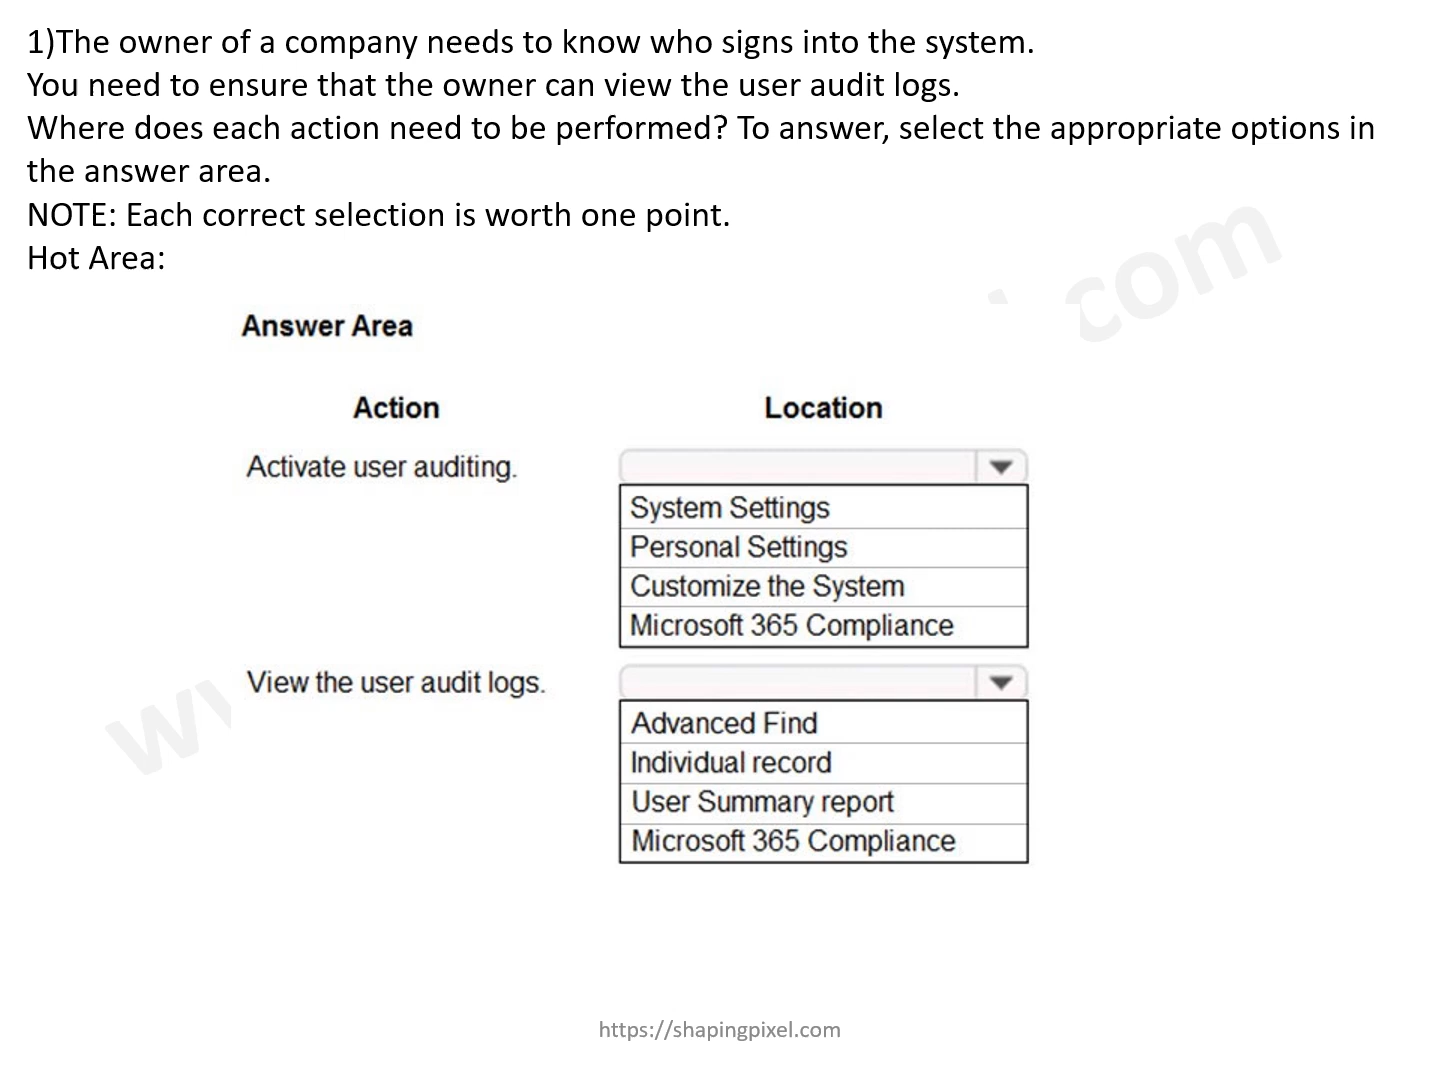 1)The owner of a company needs to know who signs into the system.
You need to ensure that the owner can view the user audit logs.
Where does each action need to be performed? To answer, select the appropriate options in
the answer area.
NOTE: Each correct selection is worth one point.
Hot Area:
.com
Answer Area
Action Location
Activate user auditing.
System Settings
Personal Settings
Customize the System
Microsoft 365 Compliance
View the user audit logs.
Advanced Find
Individual record
User Summary report
Microsoft 365 Compliance
https://shapingpixel.com